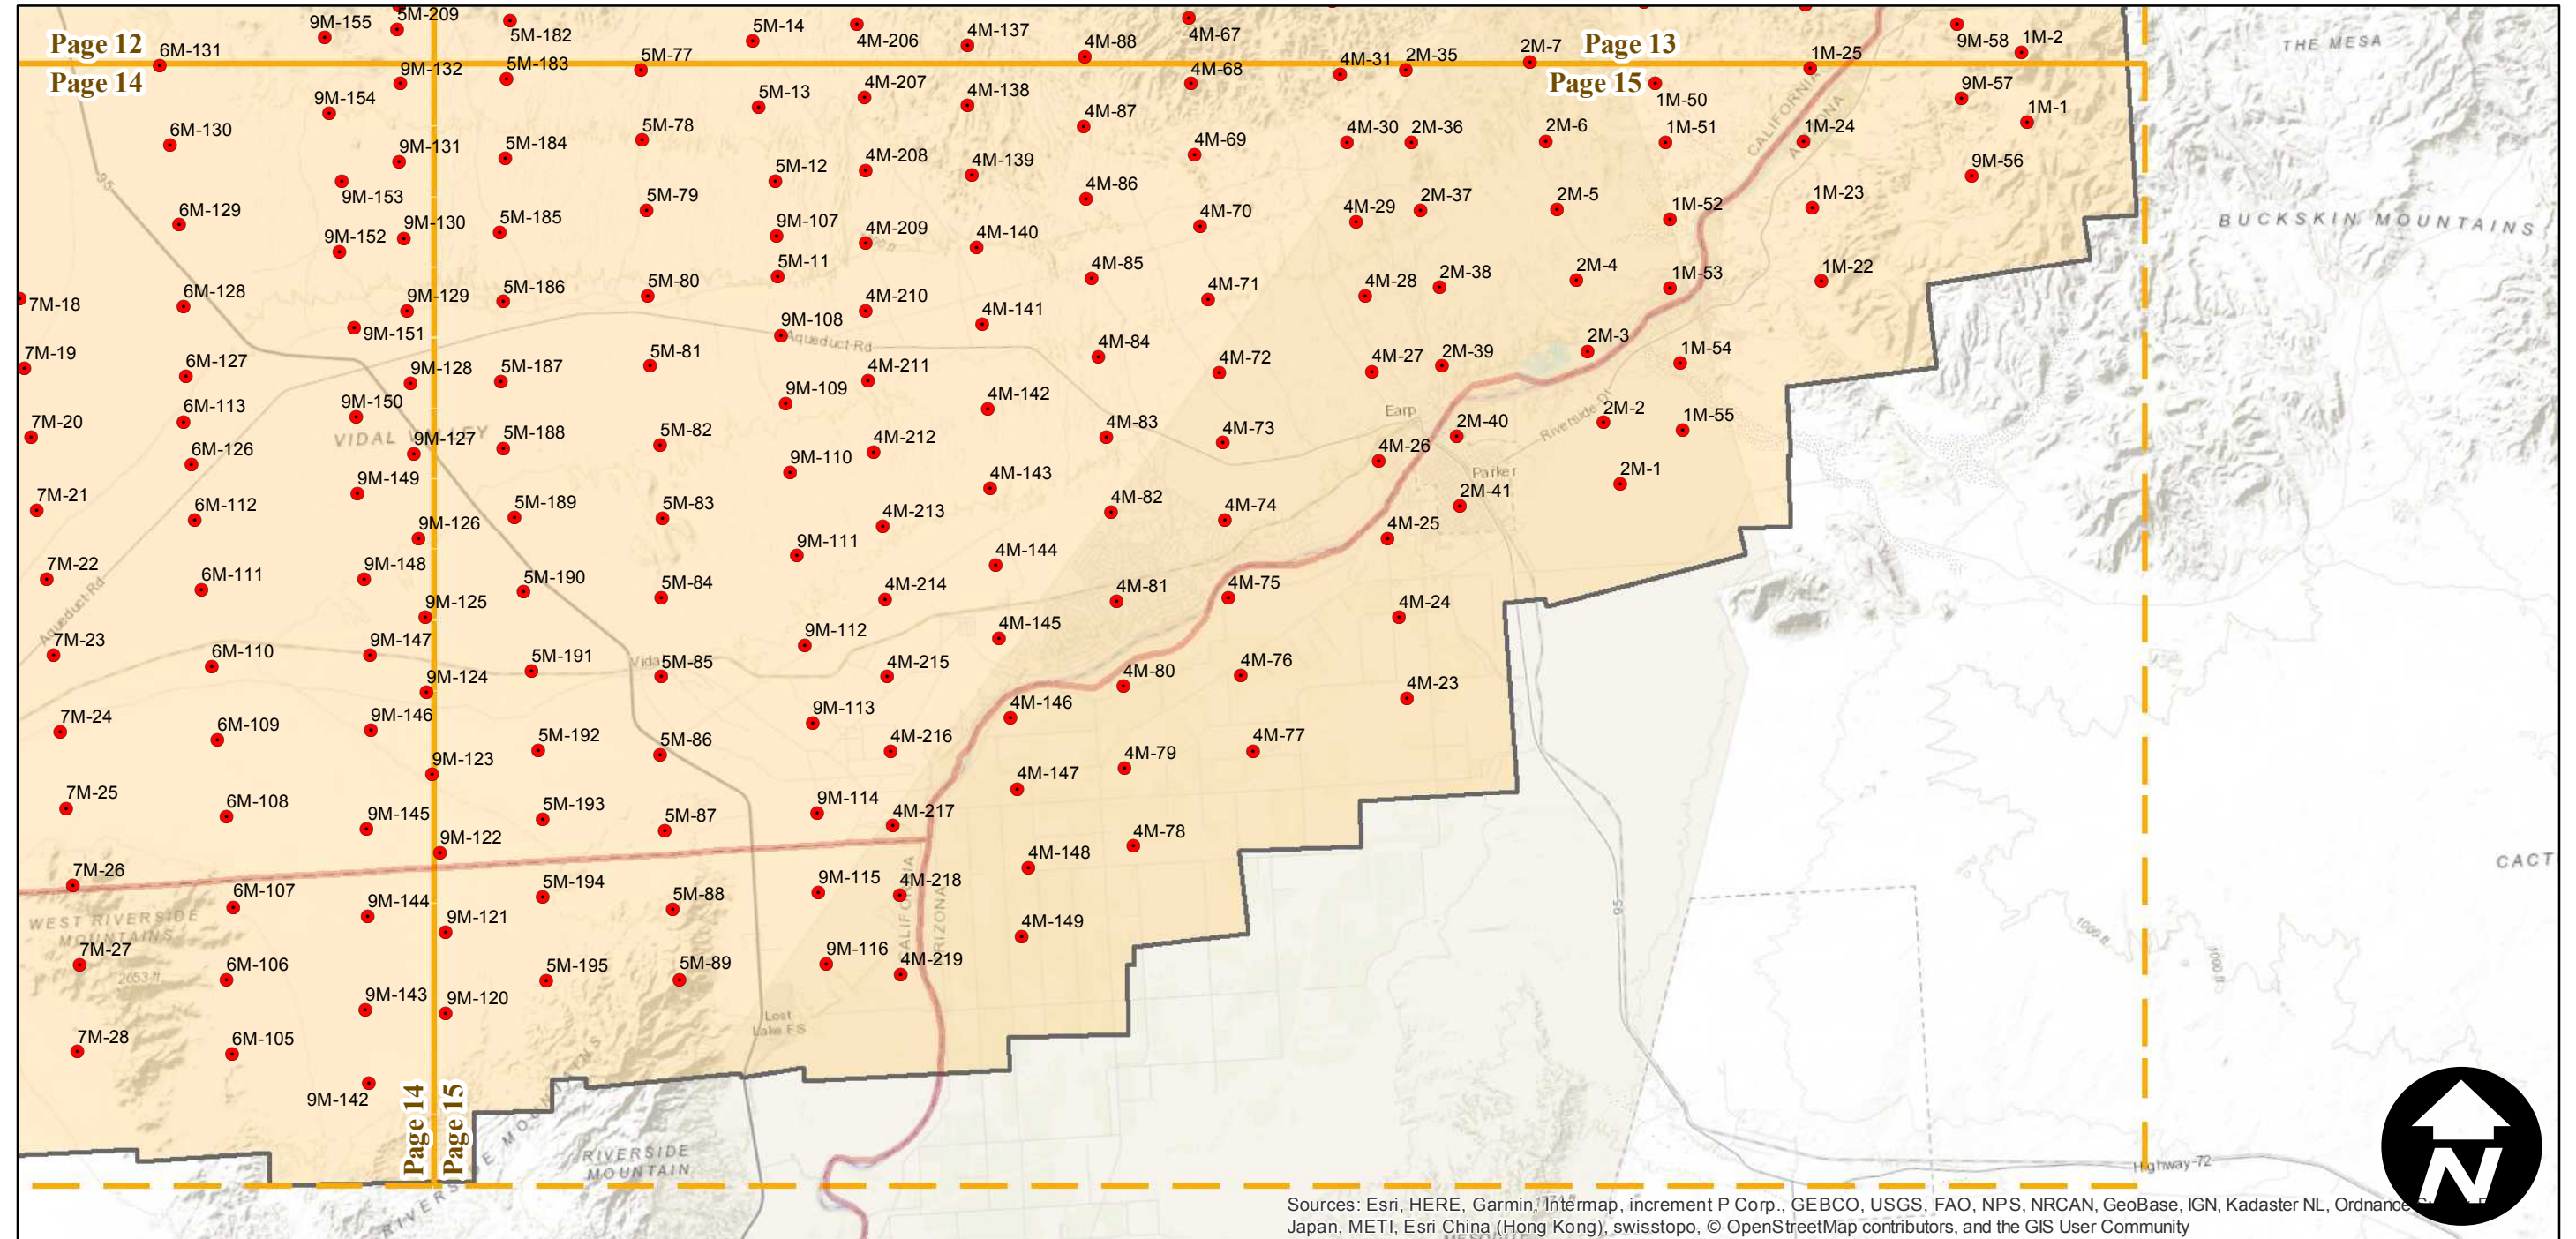 9M-155
5M-209
5M-182
5M-14
4M-206
4M-137
4M-88
4M-67
4M-31
2M-35
2M-7
Page 13
1M-25
9M-58
1M-2
THE MESA
Page 12
6M-131
Page 14
9M-132
5M-183
5M-77
4M-68
Page 15
1M-50
9M-57
1M-1
9M-154
5M-13
4M-207
4M-138
4M-87
6M-130
9M-131
5M-184
5M-78
4M-208
4M-139
4M-69
4M-30
2M-36
2M-6
1M-51
1M-24
CALIFORNIA
9M-56
95
9M-153
5M-12
5M-79
4M-86
6M-129
9M-130
5M-185
9M-107
4M-209
4M-140
4M-70
4M-29
2M-37
2M-5
1M-52
1M-23
BUCKSKIN MOUNTAINS
9M-152
5M-11
4M-85
7M-18
6M-128
9M-129
5M-186
5M-80
4M-210
4M-71
4M-28
2M-38
2M-4
1M-53
1M-22
9M-151
9M-108
Aqueduct-Rd
4M-141
4M-84
7M-19
6M-127
9M-128
5M-187
5M-81
4M-211
4M-72
4M-27
2M-39
2M-3
1M-54
9M-109
4M-142
7M-20
6M-113
9M-150
Earp
Riverside Dr
2M-2
1M-55
VIDAL VALLEY
9M-127
5M-188
5M-82
4M-212
4M-83
4M-73
2M-40
6M-126
9M-110
4M-26
Parker
2M-1
7M-21
6M-112
9M-149
5M-189
5M-83
4M-213
4M-143
4M-82
4M-74
2M-41
9M-126
4M-25
9M-111
4M-144
7M-22
6M-111
9M-148
5M-190
5M-84
4M-214
4M-81
4M-75
Aqueduct-Rd
9M-125
4M-24
7M-23
6M-110
9M-147
9M-112
4M-145
5M-191
Vidal
5M-85
4M-215
4M-80
4M-76
9M-124
4M-23
7M-24
6M-109
9M-146
5M-192
5M-86
9M-113
4M-146
4M-216
4M-79
4M-77
9M-123
7M-25
6M-108
9M-145
5M-193
5M-87
9M-114
4M-217
4M-147
9M-122
4M-78
7M-26
6M-107
9M-144
5M-194
5M-88
9M-115
4M-218
4M-148
CACT
WEST RIVERSIDE
MOUNTAINS
9M-121
95
4M-149
1000 ft
1000 ft
7M-27
2653 ft
6M-106
5M-195
5M-89
9M-116
4M-219
9M-143
9M-120
Lost
Lake FS
7M-28
6M-105
9M-142
Page 14
Page 15
RIVERSIDE
MOUNTAIN
Highway-72
N
Sources: Esri, HERE, Garmin, Intermap, increment P Corp., GEBCO, USGS, FAO, NPS, NRCAN, GeoBase, IGN, Kadaster NL, Ordnance
Japan, METI, Esri China (Hong Kong), swisstopo, © OpenStreetMap contributors, and the GIS User Community